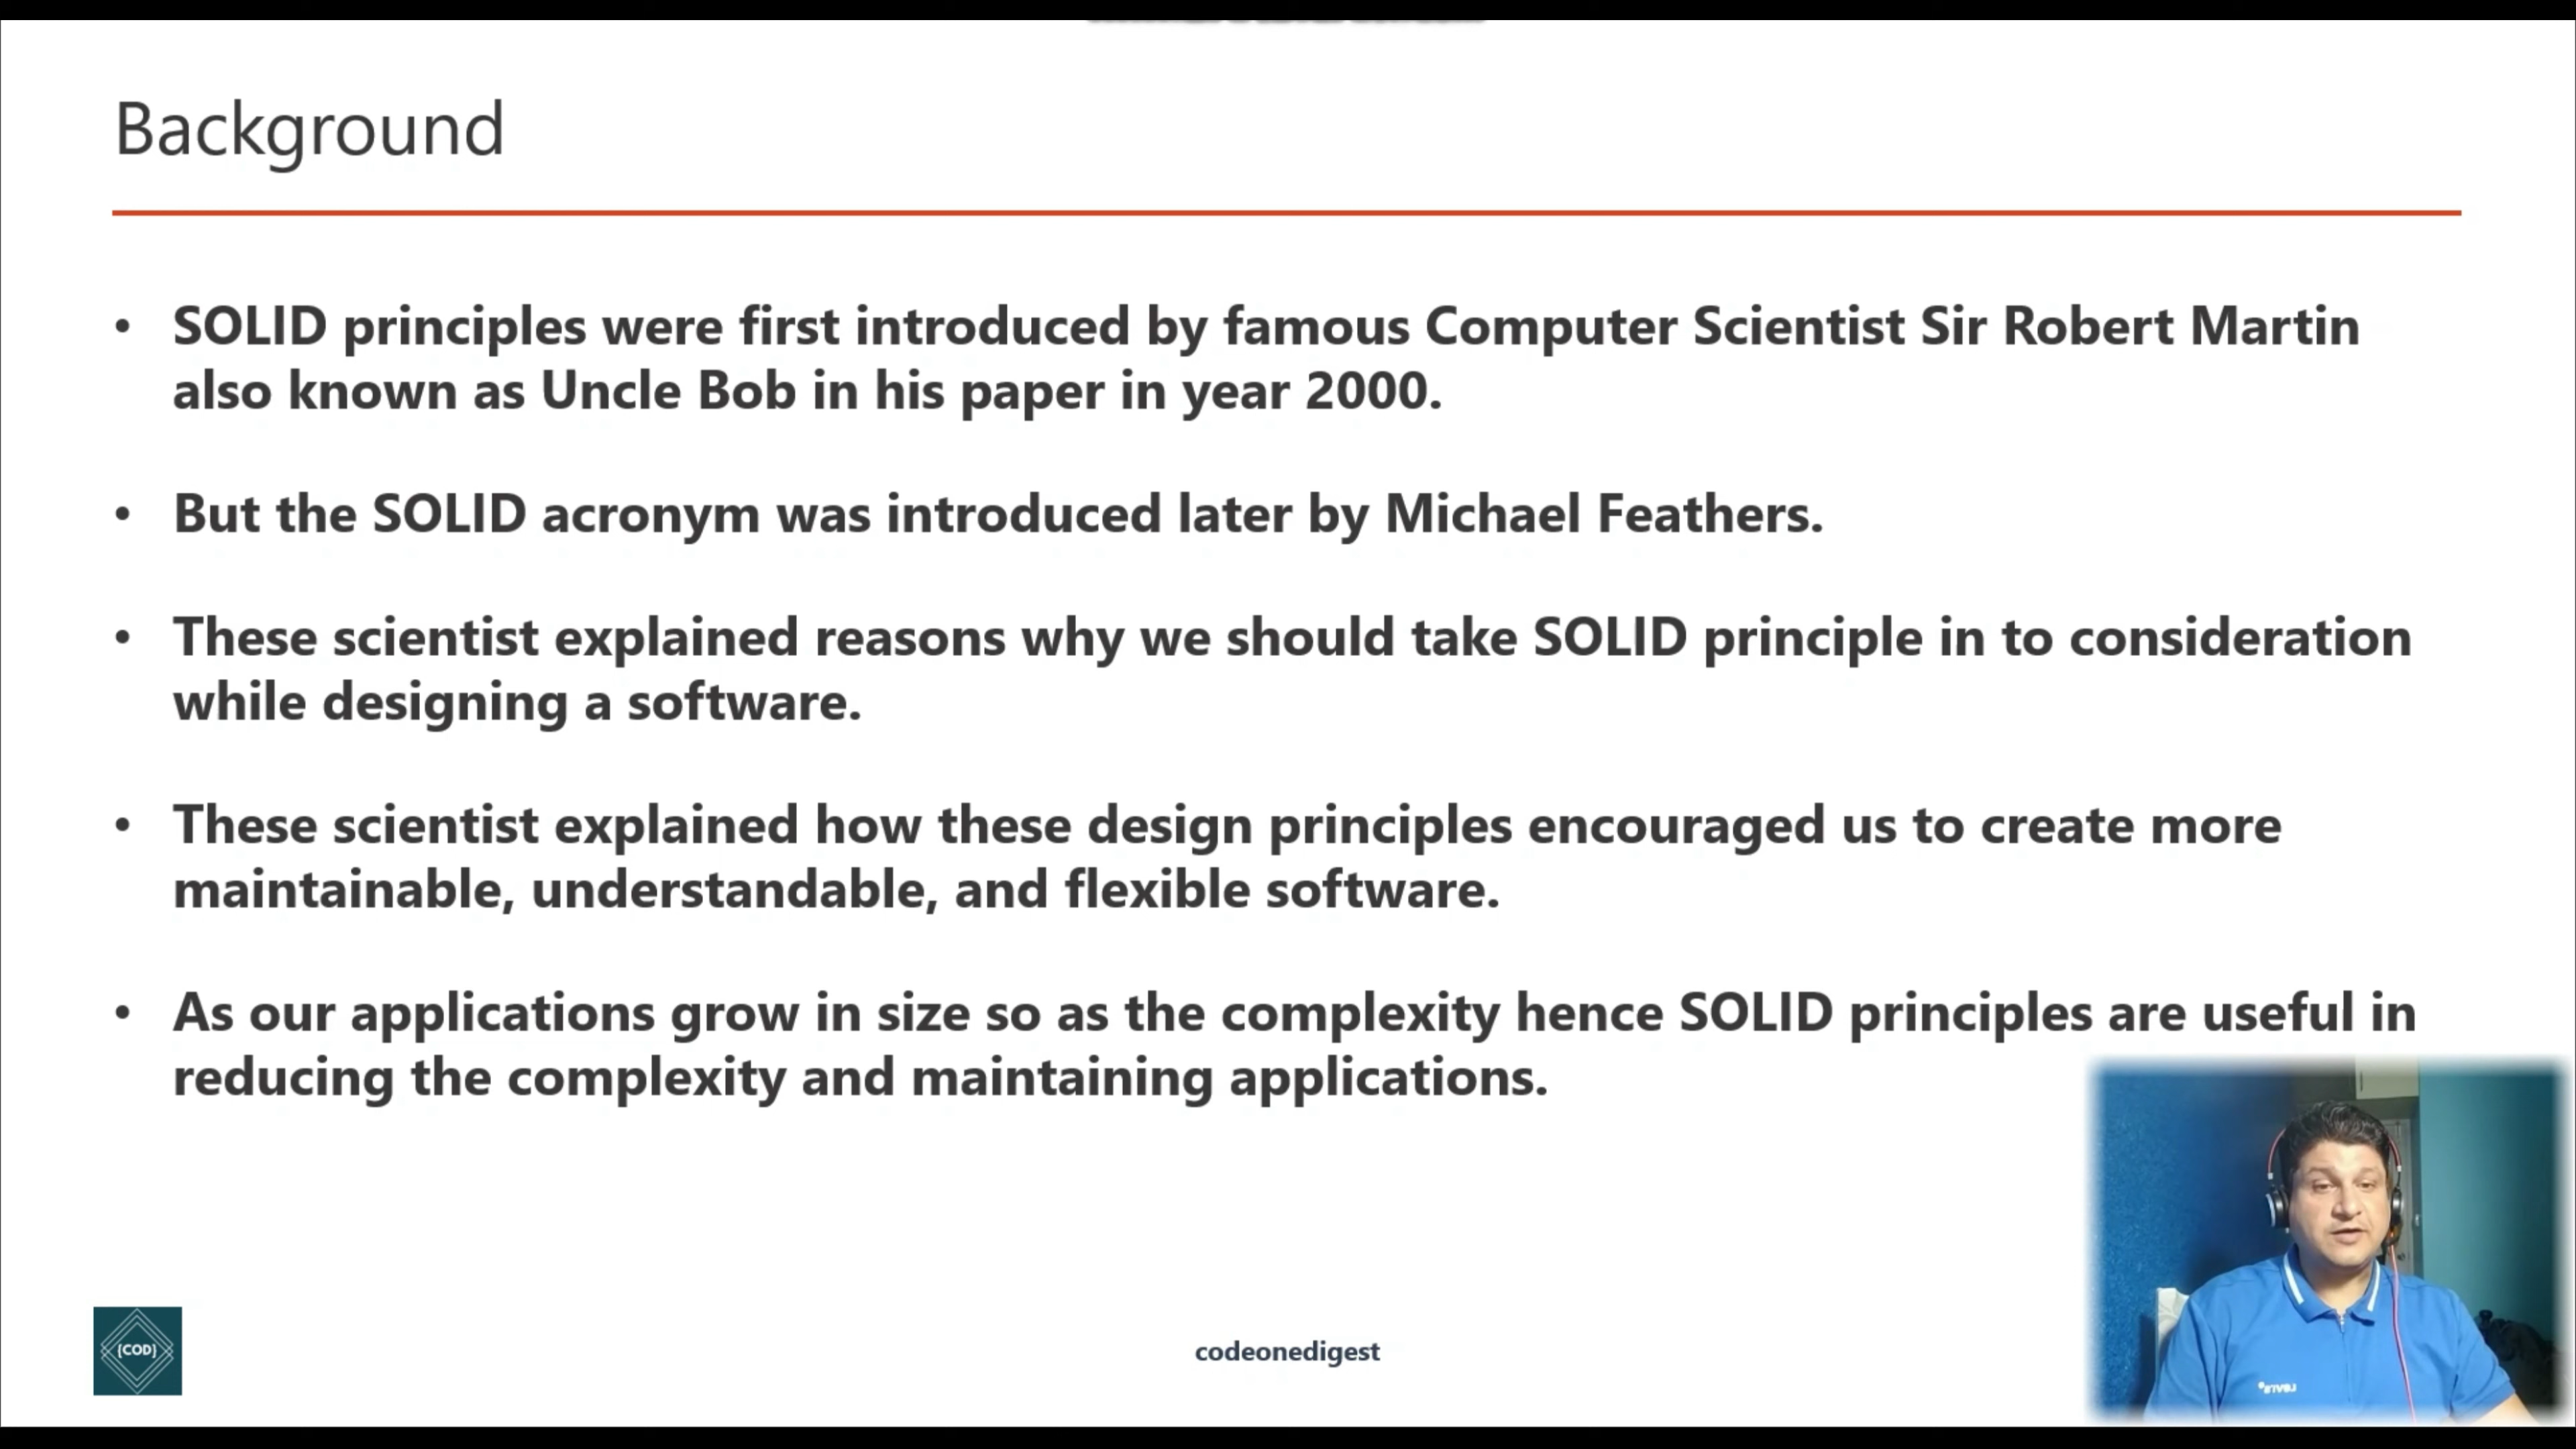 Background
• SOLID principles were first introduced by famous Computer Scientist Sir Robert Martin
also known as Uncle Bob in his paper in year 2000.
• But the SOLID acronym was introduced later by Michael Feathers.
• These scientist explained reasons why we should take SOLID principle in to consideration
while designing a software.
• These scientist explained how these design principles encouraged us to create more
maintainable, understandable, and flexible software.
• As our applications grow in size so as the complexity hence SOLID principles are useful in
reducing the complexity and maintaining applications.
{COD}
codeonedigest